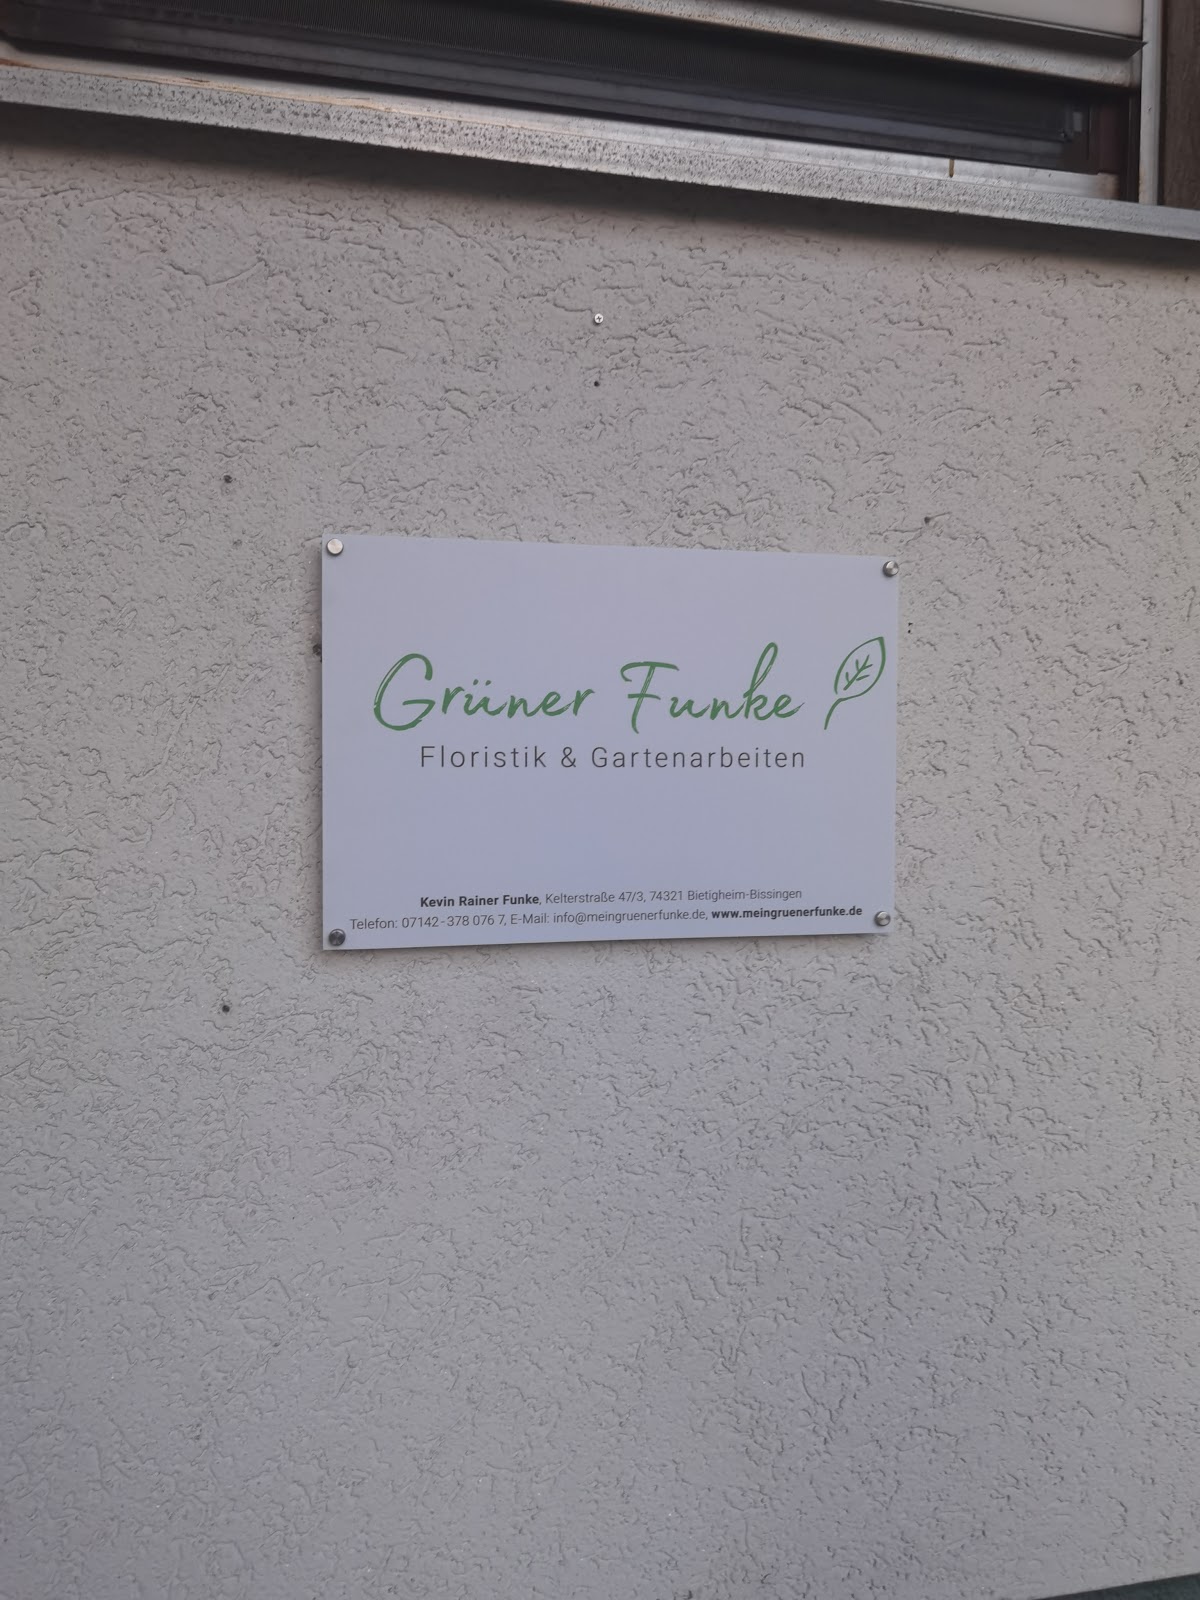 Grüner Funke
Floristik & Gartenarbeiten
Kevin Rainer Funke, Kelterstraße 47/3, 74321 Bietigheim-Bissingen
Telefon: 07142-378 076 7, E-Mail: info@meingruenerfunke.de, www.meingruenerfunke.de